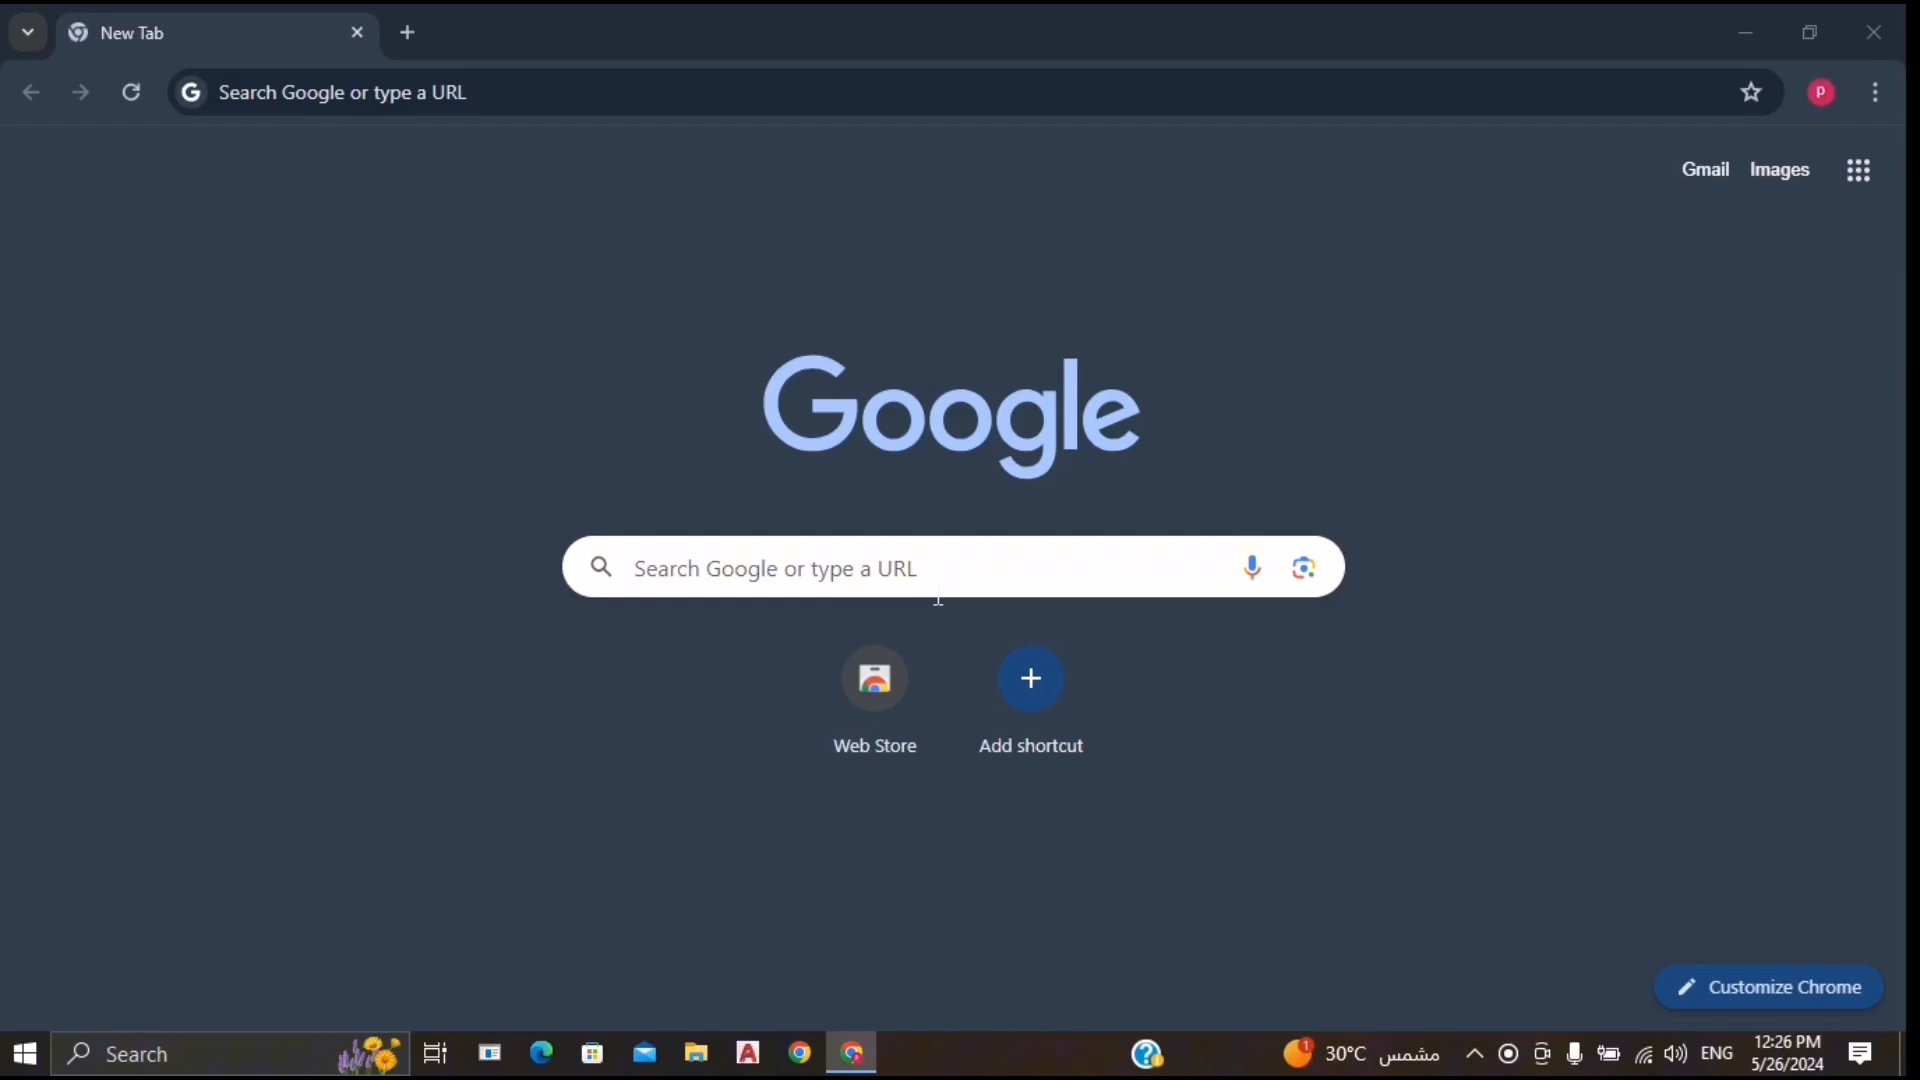 New Tab
Search Google or type a URL
P
Gmail Images
Google
Search Google or type a URL
Web Store
Add shortcut
Customize Chrome
Search
1
30°C مشمس
ENG
12:26 PM
5/26/2024